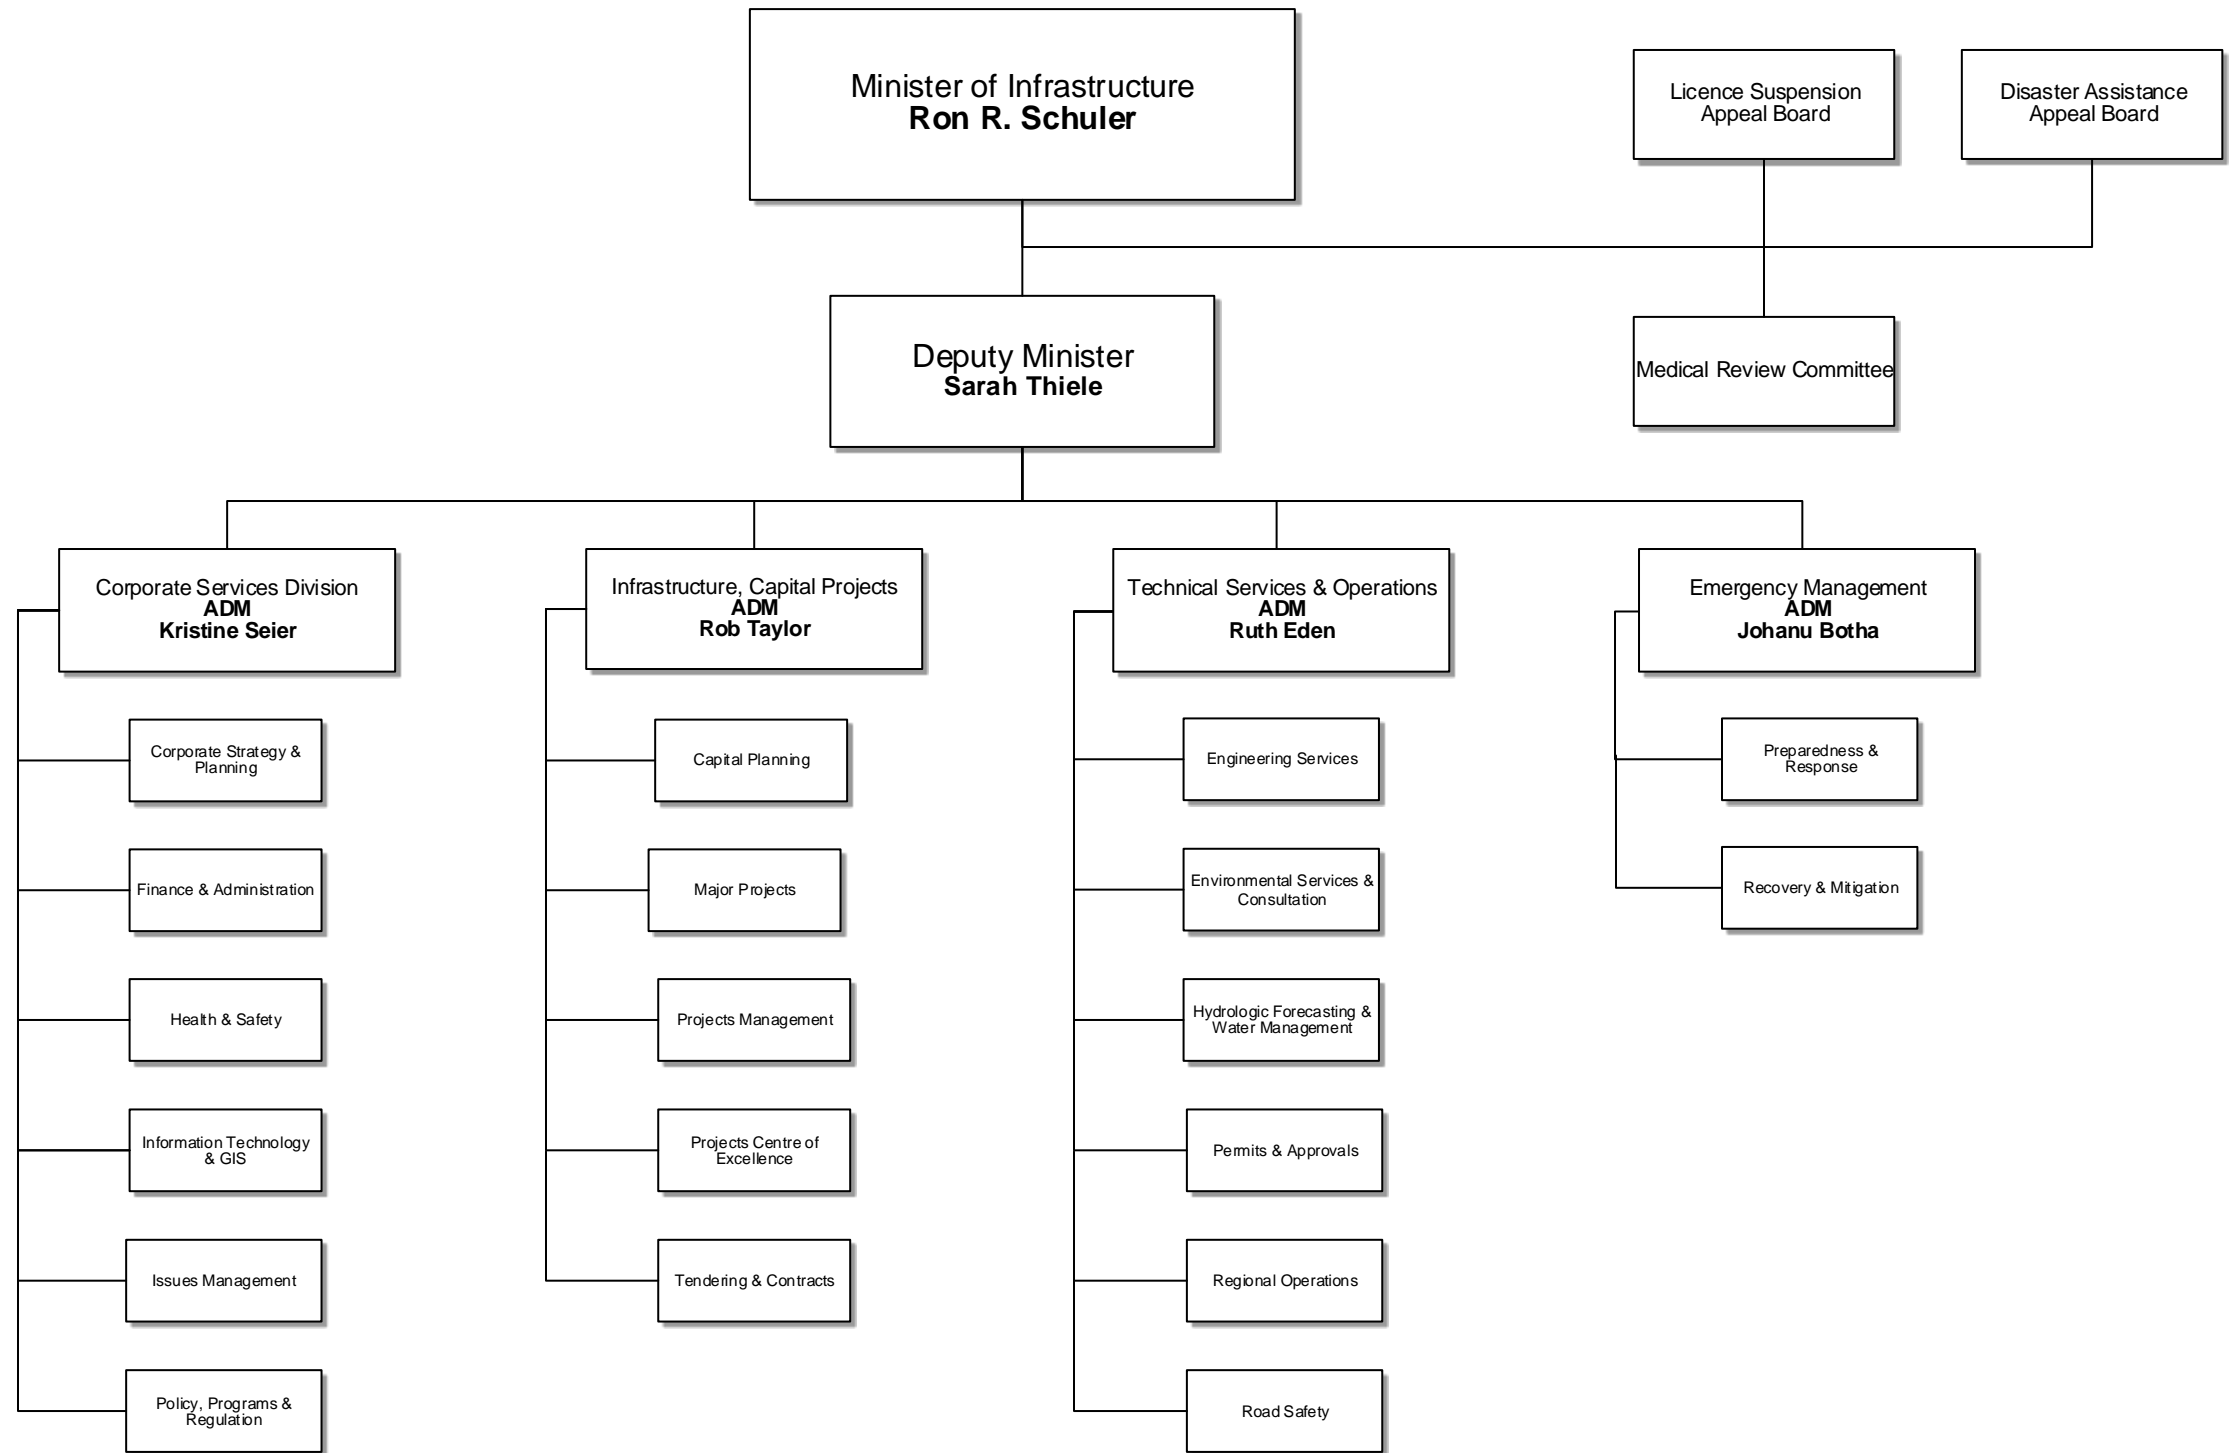 Minister of Infrastructure
Ron R. Schuler
Licence Suspension
Appeal Board
Disaster Assistance
Appeal Board
Deputy Minister
Sarah Thiele
Medical Review Committee
Corporate Services Division
ADM
Kristine Seier
Infrastructure, Capital Projects
ADM
Rob Taylor
Technical Services & Operations
ADM
Ruth Eden
Emergency Management
ADM
Johanu Botha
Corporate Strategy &
Planning
Finance & Administration
Health & Safety
Information Technology
& GIS
Issues Management
Policy, Programs &
Regulation
Capital Planning
Major Projects
Projects Management
Projects Centre of
Excellence
Tendering & Contracts
Engineering Services
Environmental Services &
Consultation
Hydrologic Forecasting &
Water Management
Permits & Approvals
Regional Operations
Road Safety
Preparedness &
Response
Recovery & Mitigation